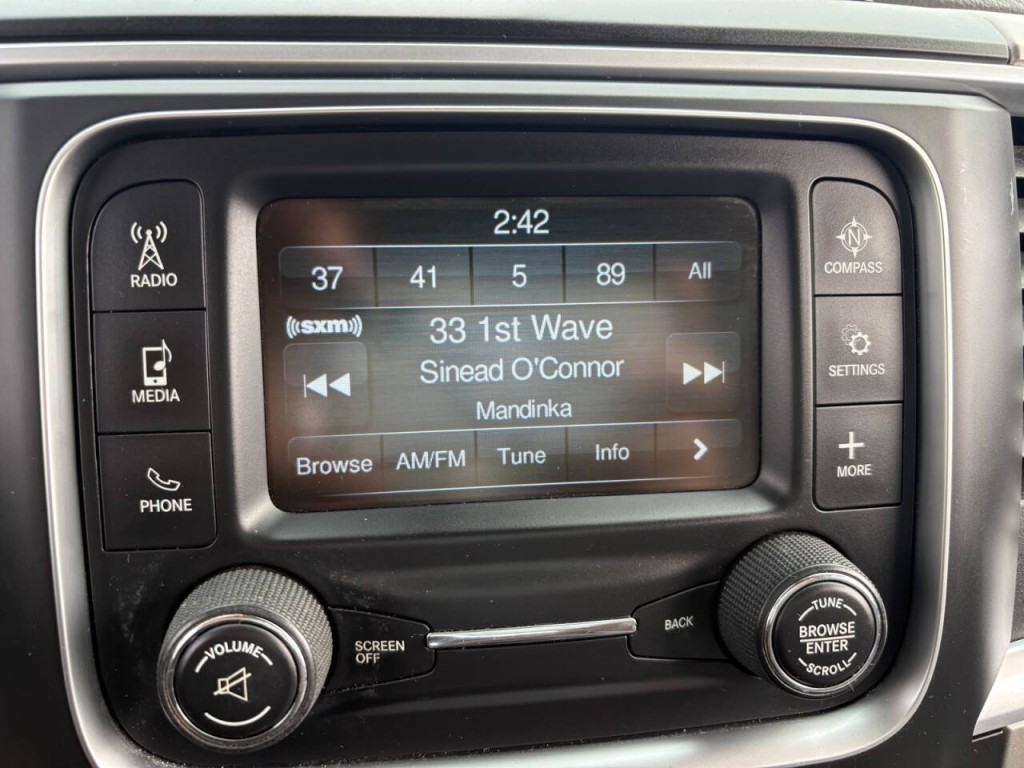 2:42
37 41 5 89 All
((sxm))
33 1st Wave
Sinead O'Connor
Mandinka
Browse AM/FM Tune Info >
RADIO
MEDIA
PHONE
N
COMPASS
SETTINGS
+
MORE
VOLUME
SCREEN
OFF
BACK
TUNE
BROWSE
ENTER
SCROLL